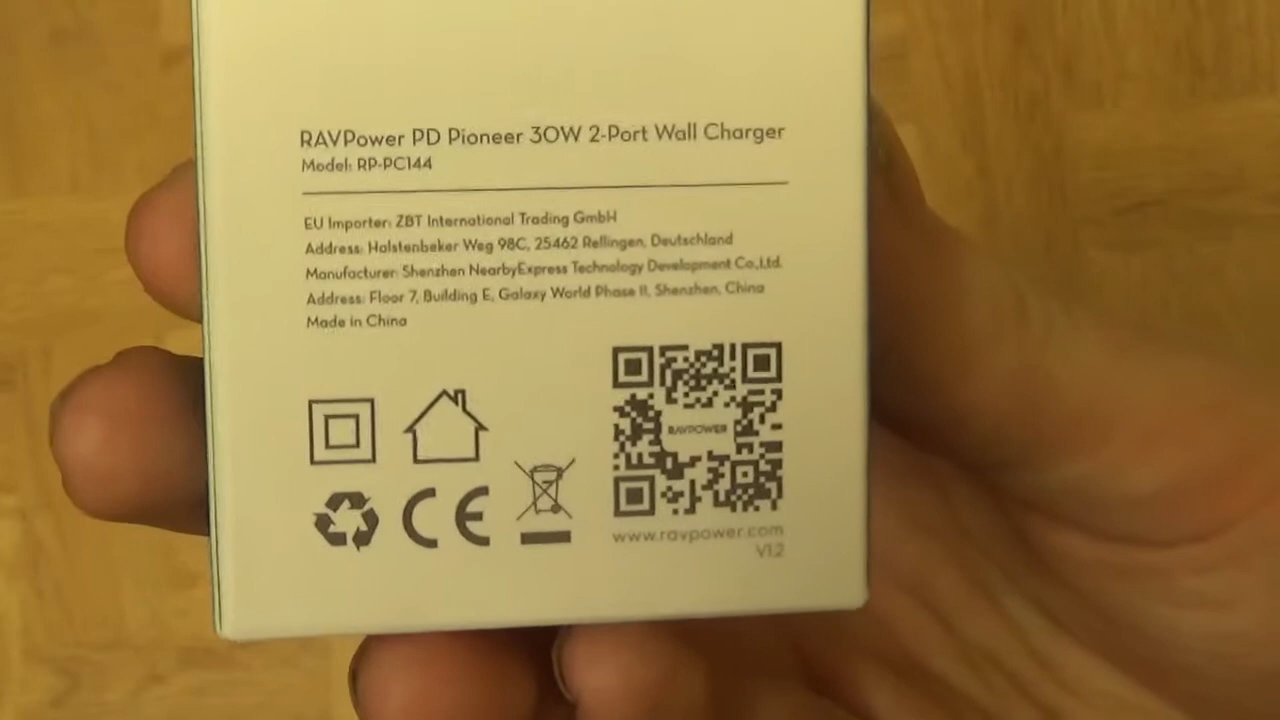 RAVPower PD Pioneer 30W 2-Port Wall Charger
Model: RP-PC144
EU Importer: ZBT International Trading GmbH
Address: Halstenbeker Weg 98C, 25462 Rellingen, Deutschland
Manufacturer: Shenzhen NearbyExpress Technology Development Co.,Ltd.
Address: Floor 7, Building E, Galaxy World Phase II, Shenzhen, China
Made in China
RAVPOWER
CE
www.ravpower.com
V1.2